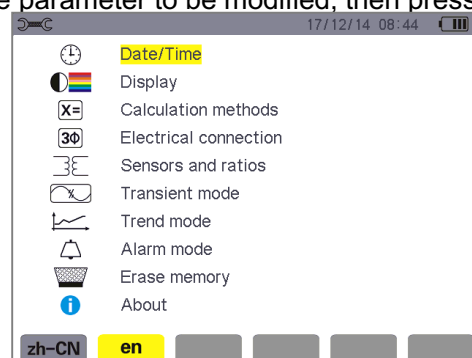 e parameter to be modified, then press
17/12/14 08:44
Date/Time
Display
X= Calculation methods
3Φ Electrical connection
Sensors and ratios
Transient mode
Trend mode
Alarm mode
Erase memory
i About
zh-CN en